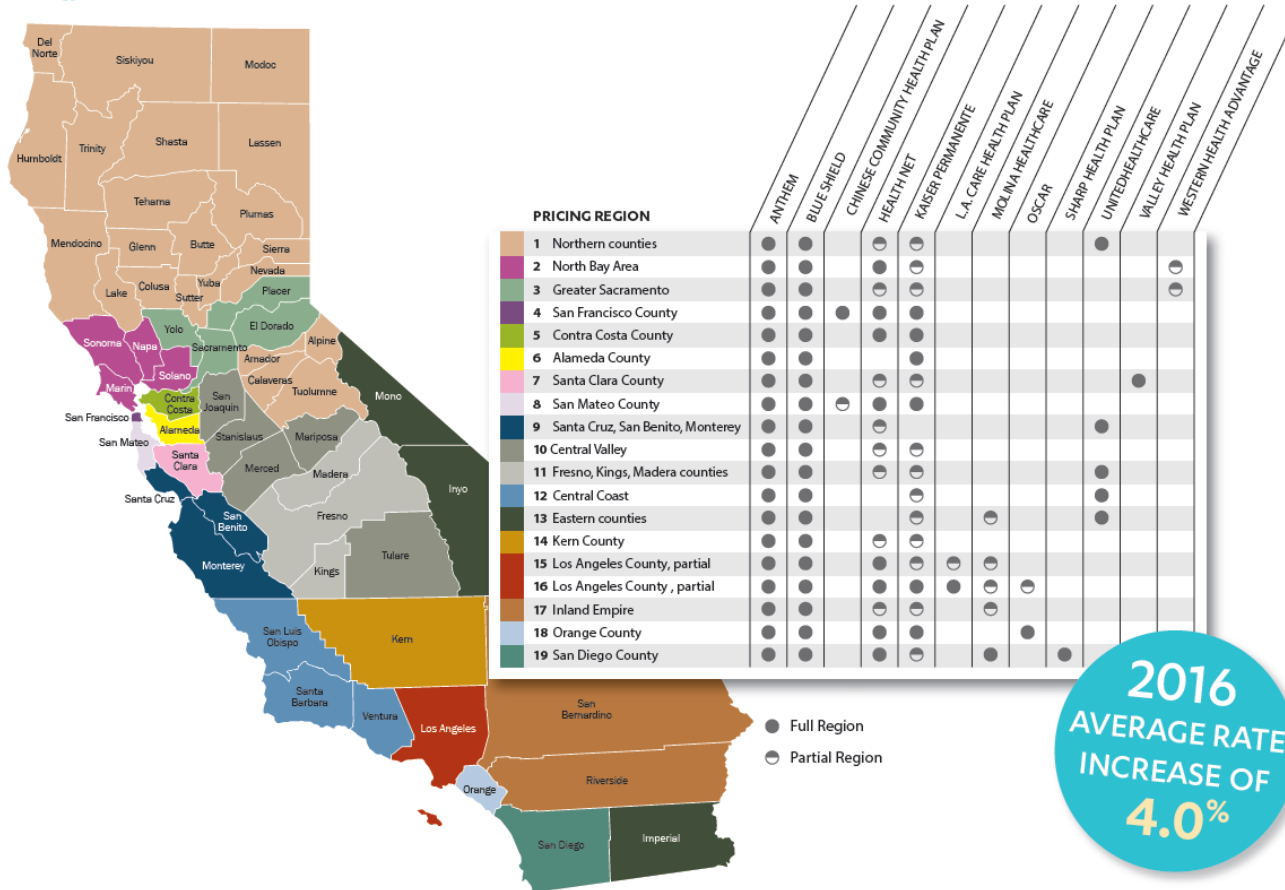 Del
Norte
Siskiyou
Modoc
Humboldt
Trinity
Shasta
Lassen
Tehama
Plumas
Mendocino
Glenn
Butte
Sierra
Lake
Colusa
Sutter
Yuba
Nevada
Placer
Yolo
El Dorado
Sonoma
Napa
Sacramento
Alpine
Amador
Solano
Calaveras
Marin
Tuolumne
Contra
Costa
San
Joaquin
Mono
San Francisco
Alameda
Stanislaus
Mariposa
San Mateo
Santa
Clara
Merced
Madera
Inyo
Santa Cruz
San
Benito
Fresno
Monterey
Kings
Tulare
San Luis
Obispo
Kern
Santa
Barbara
Ventura
Los Angeles
San
Bernardino
Orange
Riverside
San Diego
Imperial
ANTHEM
BLUE SHIELD
CHINESE COMMUNITY HEALTH PLAN
HEALTH NET
KAISER PERMANENTE
L.A. CARE HEALTH PLAN
MOLINA HEALTHCARE
OSCAR
SHARP HEALTH PLAN
UNITEDHEALTHCARE
VALLEY HEALTH PLAN
WESTERN HEALTH ADVANTAGE
PRICING REGION
1 Northern counties
2 North Bay Area
3 Greater Sacramento
4 San Francisco County
5 Contra Costa County
6 Alameda County
7 Santa Clara County
8 San Mateo County
9 Santa Cruz, San Benito, Monterey
10 Central Valley
11 Fresno, Kings, Madera counties
12 Central Coast
13 Eastern counties
14 Kern County
15 Los Angeles County, partial
16 Los Angeles County , partial
17 Inland Empire
18 Orange County
19 San Diego County
Full Region
Partial Region
2016
AVERAGE RATE
INCREASE OF
4.0%